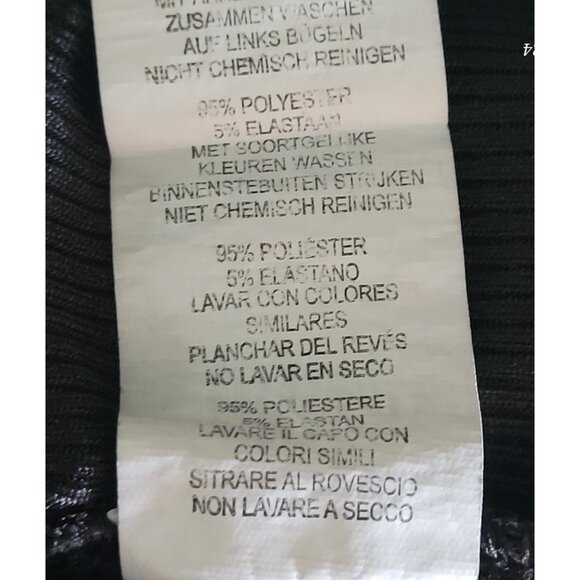 ZUSAMMEN WASCHEN
AUF LINKS BÜGELN
NICHT CHEMISCH REINIGEN
95% POLYESTER
5% ELASTAAN
MET SOORTGELIJKE
KLEUREN WASSEN
BINNENSTEBUITEN STRIJKEN
NIET CHEMISCH REINIGEN
95% POLIÉSTER
5% ELASTANO
LAVAR CON COLORES
SIMILARES
PLANCHAR DEL REVÉS
NO LAVAR EN SECO
95% POLIESTERE
5% ELASTAN
LAVARE IL CAPO CON
COLORI SIMILI
SITRARE AL ROVESCIO
NON LAVARE A SECCO